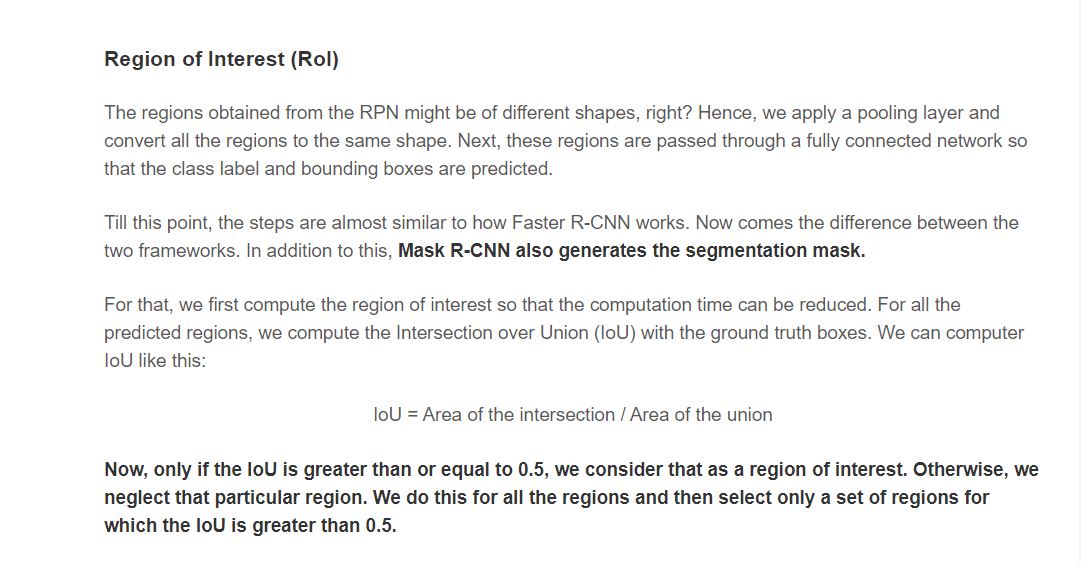 Region of Interest (RoI)
The regions obtained from the RPN might be of different shapes, right? Hence, we apply a pooling layer and
convert all the regions to the same shape. Next, these regions are passed through a fully connected network so
that the class label and bounding boxes are predicted.
Till this point, the steps are almost similar to how Faster R-CNN works. Now comes the difference between the
two frameworks. In addition to this, Mask R-CNN also generates the segmentation mask.
For that, we first compute the region of interest so that the computation time can be reduced. For all the
predicted regions, we compute the Intersection over Union (IoU) with the ground truth boxes. We can computer
IoU like this:
IoU = Area of the intersection / Area of the union
Now, only if the IoU is greater than or equal to 0.5, we consider that as a region of interest. Otherwise, we
neglect that particular region. We do this for all the regions and then select only a set of regions for
which the IoU is greater than 0.5.